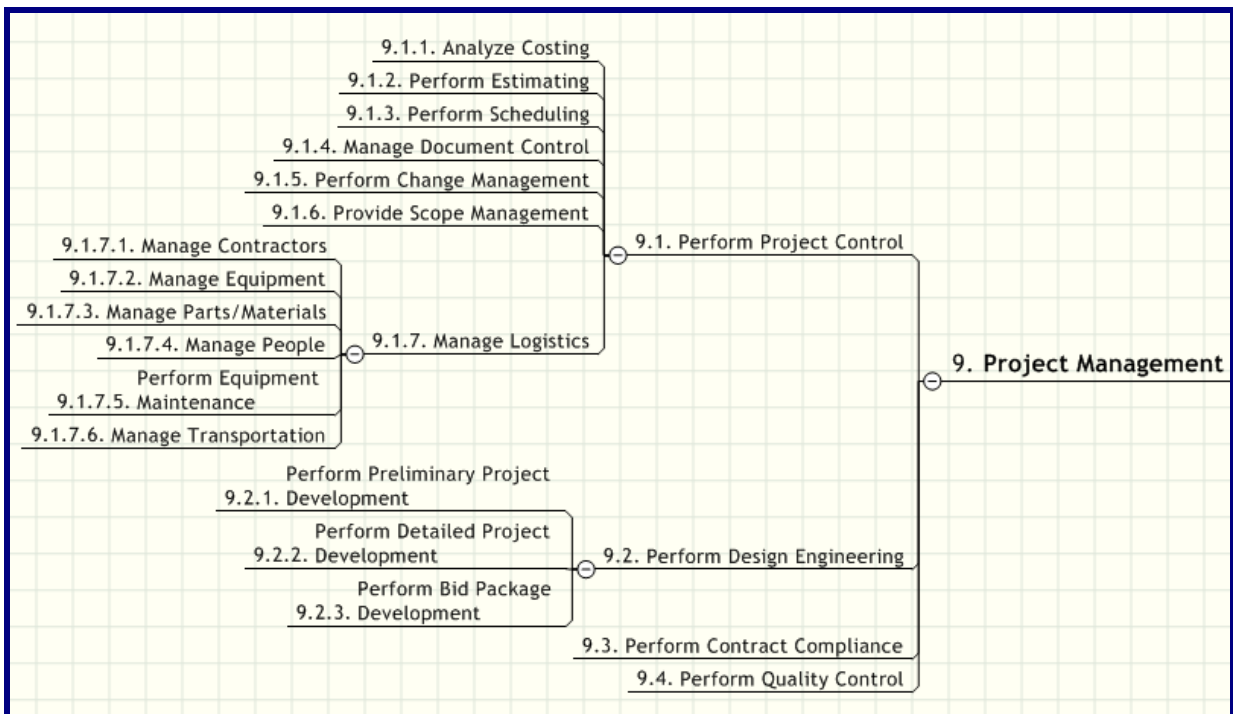 9.1.1. Analyze Costing
9.1.2. Perform Estimating
9.1.3. Perform Scheduling
9.1.4. Manage Document Control
9.1.5. Perform Change Management
9.1.6. Provide Scope Management
9.1.7.1. Manage Contractors
9.1. Perform Project Control
9.1.7.2. Manage Equipment
9.1.7.3. Manage Parts/Materials
9.1.7.4. Manage People
9.1.7. Manage Logistics
9. Project Management
Perform Equipment
9.1.7.5. Maintenance
9.1.7.6. Manage Transportation
Perform Preliminary Project
9.2.1. Development
Perform Detailed Project
9.2.2. Development
9.2. Perform Design Engineering
Perform Bid Package
9.2.3. Development
9.3. Perform Contract Compliance
9.4. Perform Quality Control